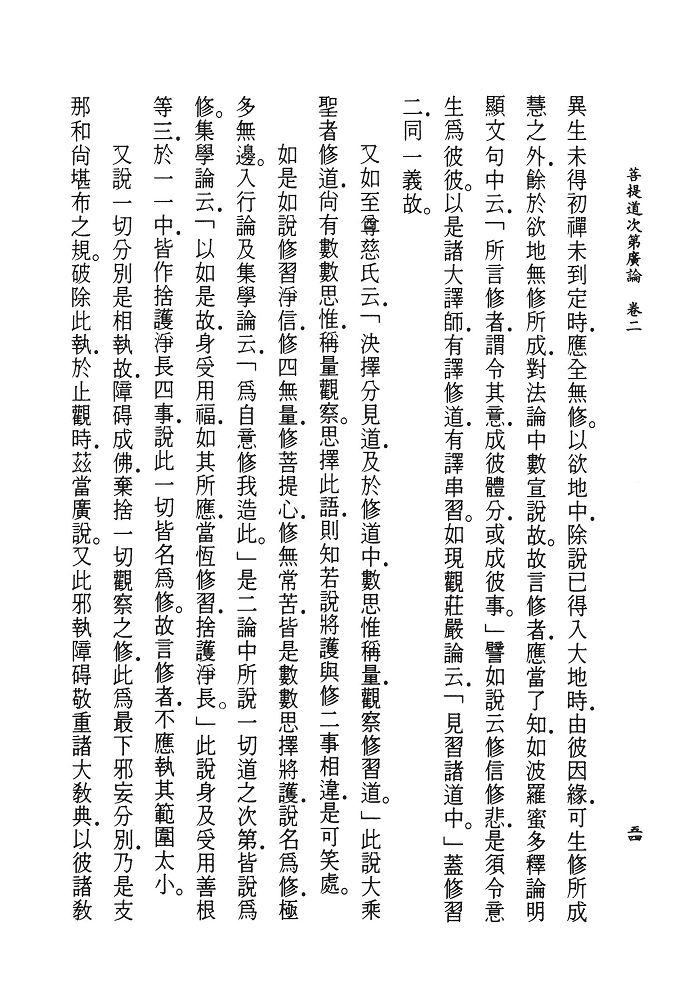 菩提道次第廣論　卷二
五四
異生未得初禪未到定時．應全無修。以欲地中．除說已得入大地時．由彼因緣．可生修所成
慧之外．餘於欲地無修所成．對法論中數宣說故。故言修者．應當了知．如波羅蜜多釋論明
顯文句中云．「所言修者．謂令其意．成彼體分．或成彼事。」譬如說云修信修悲．是須令意
生爲彼彼。以是諸大譯師．有譯修道．有譯串習。如現觀莊嚴論云．「見習諸道中。」蓋修習
二．同一義故。
又如至尊慈氏云．「決擇分見道．及於修道中．數思惟稱量．觀察修習道。」此說大乘
聖者修道．尙有數數思惟．稱量觀察。思擇此語．則知若說將護與修二事相違．是可笑處。
如是如說修習淨信．修四無量．修菩提心．修無常苦．皆是數數思擇將護．說名爲修．極
多無邊。入行論及集學論云．「爲自意修我造此。」是二論中所說一切道之次第．皆說爲
修。集學論云．「以如是故．身受用福．如其所應．當恆修習．捨護淨長。」此說身及受用善根
等三．於一一中．皆作捨護淨長四事．說此一切皆名爲修。故言修者．不應執其範圍太小。
又說一切分別是相執故．障碍成佛．棄捨一切觀察之修．此爲最下邪妄分別．乃是支
那和尙堪布之規。破除此執．於止觀時．茲當廣說。又此邪執障碍敬重諸大教典．以彼諸教